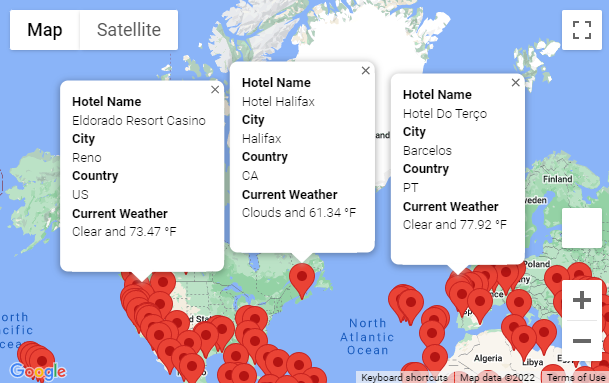 Map
Satellite
Hotel Name
Eldorado Resort Casino
City
Reno
Country
US
Current Weather
Clear and 73.47 °F
Hotel Name
Hotel Halifax
City
Halifax
Country
CA
Current Weather
Clouds and 61.34 °F
Hotel Name
Hotel Do Terço
City
Barcelos
Country
PT
Current Weather
Clear and 77.92 °F
Finland
Poland
North
Atlantic
Ocean
Algeria
Libya
Google
Keyboard shortcuts
Map data ©2022
Terms of Use